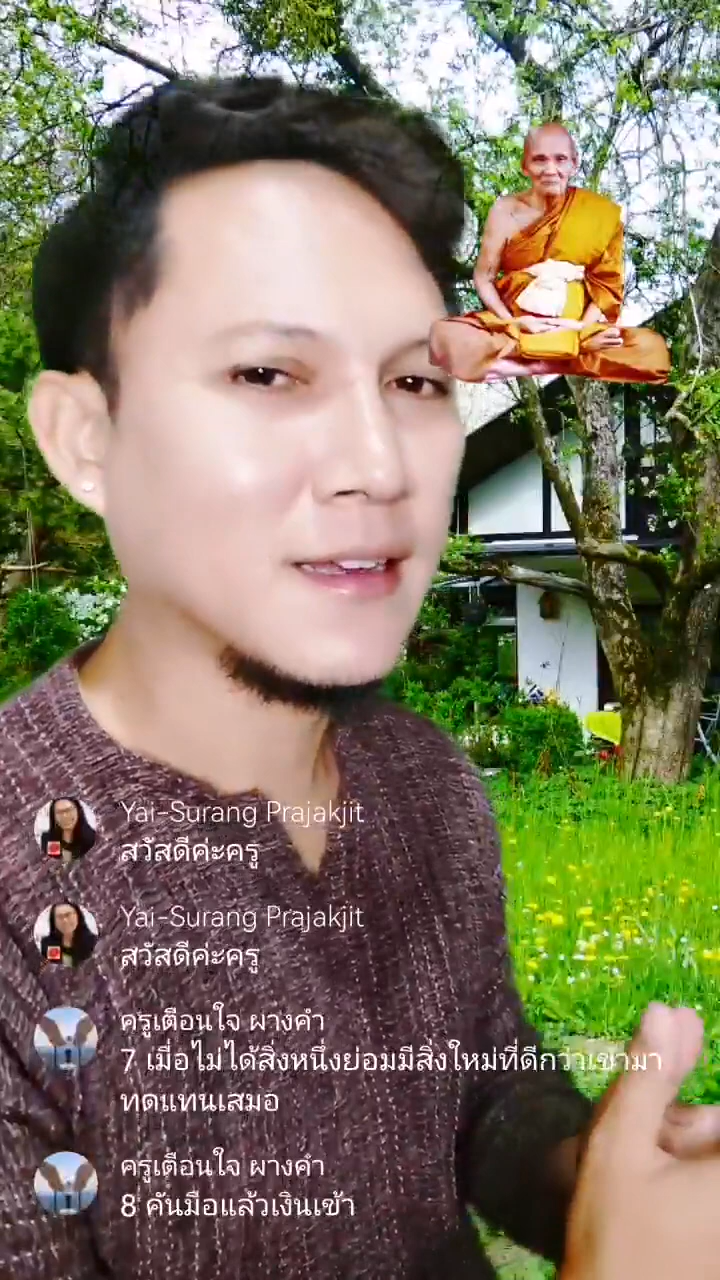 Yai-Surang Prajakjit
สวัสดีค่ะครู
Yai-Surang Prajakjit
สวัสดีค่ะครู
ครูเตือนใจ ผางคำ
7 เมื่อไม่ได้สิ่งหนึ่งย่อมมีสิ่งใหม่ที่ดีกว่าเข้ามา
ทดแทนเสมอ
ครูเตือนใจ ผางคำ
8 คันมือแล้วเงินเข้า